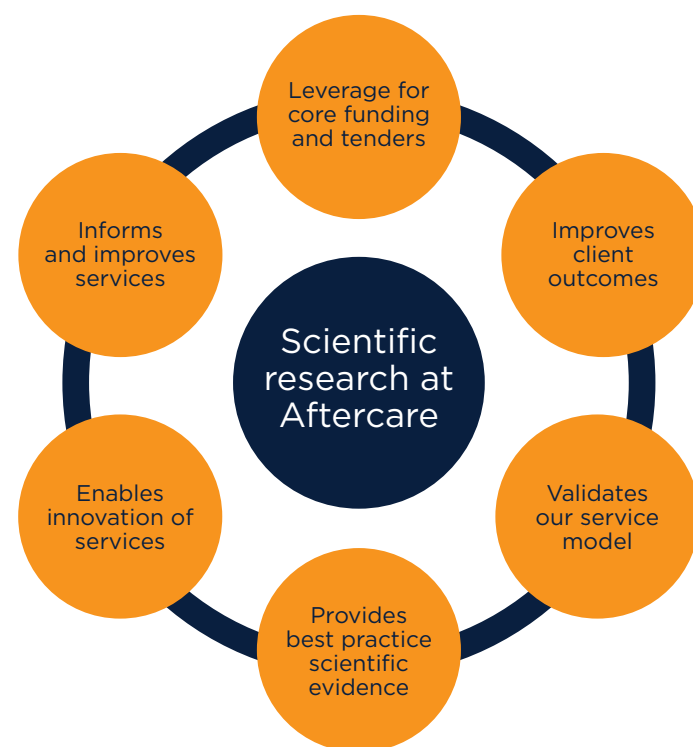 Leverage for
core funding
and tenders
Improves
client
outcomes
Validates
our service
model
Provides
best practice
scientific
evidence
Enables
innovation of
services
Informs
and improves
services
Scientific
research at
Aftercare